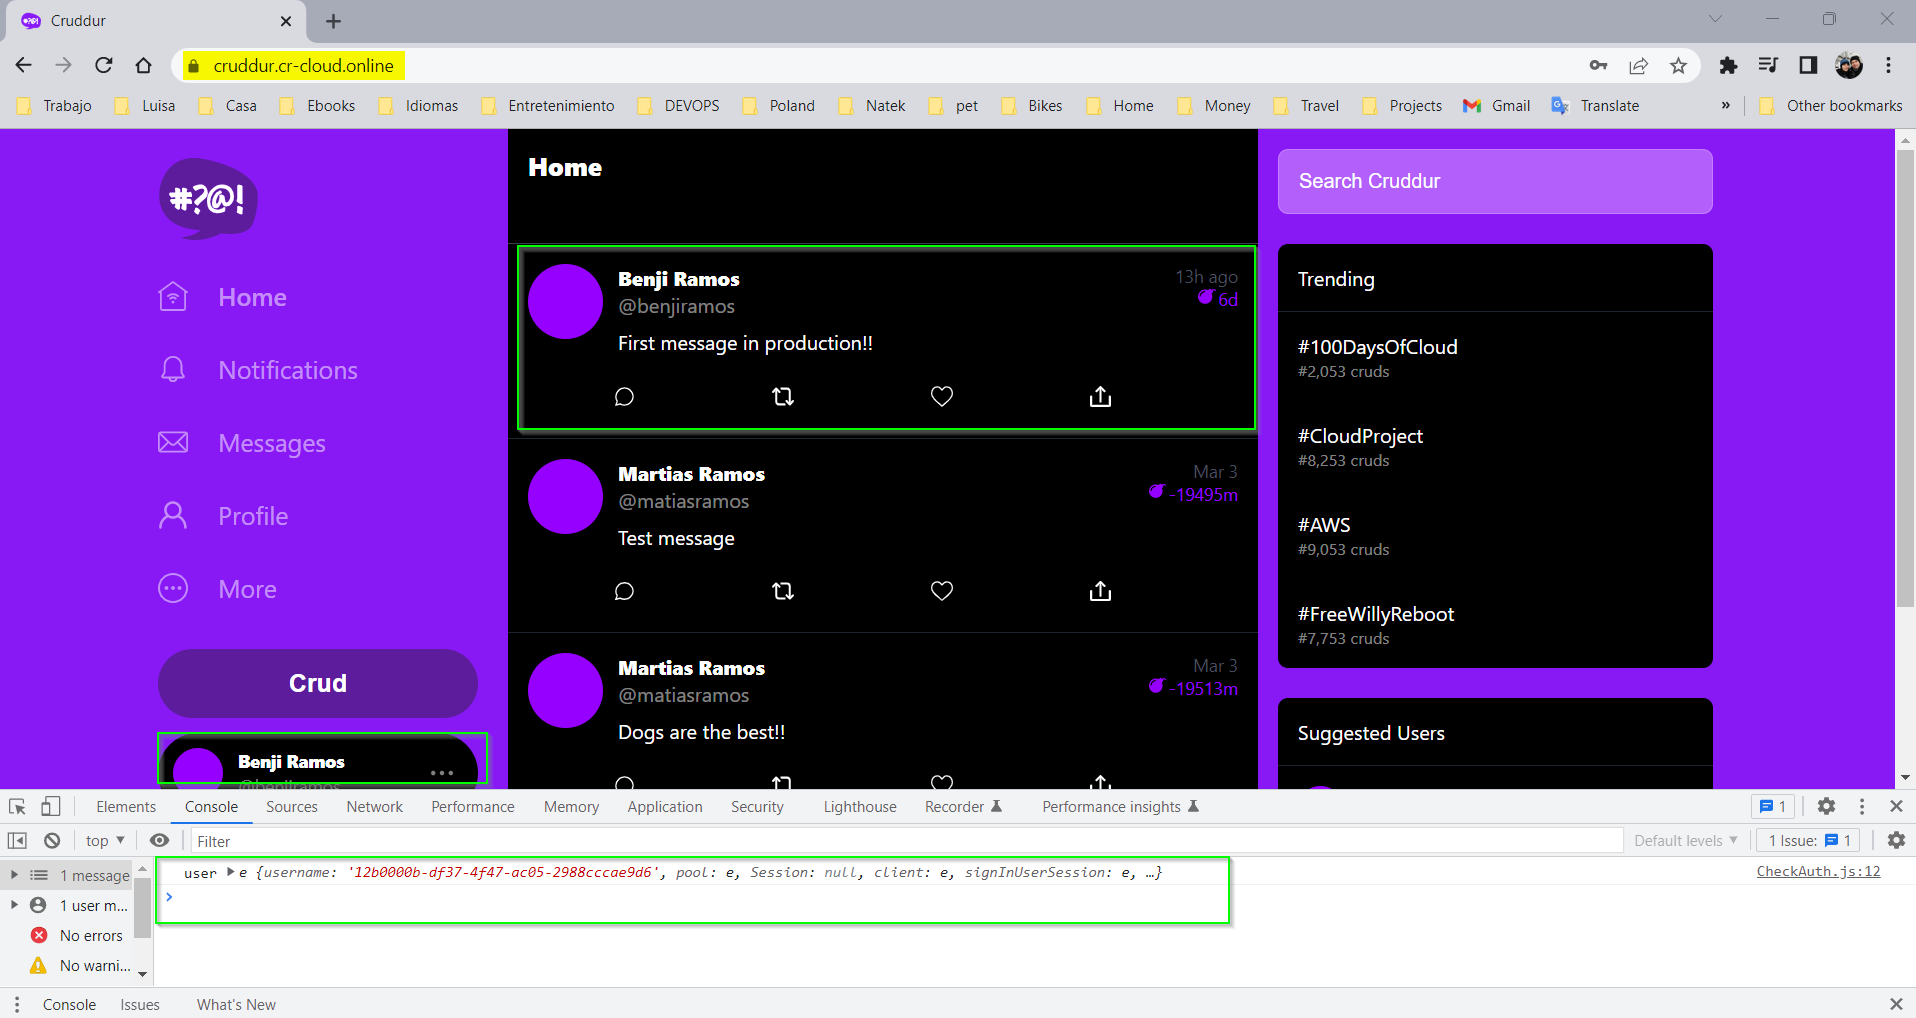 Cruddur
cruddur.cr-cloud.online
Trabajo Luisa Casa Ebooks Idiomas Entretenimiento DEVOPS Poland Natek pet Bikes Home Money Travel Projects Gmail Translate » Other bookmarks
#?@!
Home
Notifications
Messages
Profile
More
Crud
Benji Ramos
@benjiramos
Home
Benji Ramos
13h ago
@benjiramos
6d
First message in production!!
Martias Ramos
Mar 3
@matiasramos
-19495m
Test message
Martias Ramos
Mar 3
@matiasramos
-19513m
Dogs are the best!!
Search Cruddur
Trending
#100DaysOfCloud
#2,053 cruds
#CloudProject
#8,253 cruds
#AWS
#9,053 cruds
#FreeWillyReboot
#7,753 cruds
Suggested Users
Elements Console Sources Network Performance Memory Application Security Lighthouse Recorder Performance insights 1
top Filter Default levels 1 Issue: 1
1 message
1 user m...
No errors
No warni...
user e {username: '12b0000b-df37-4f47-ac05-2988cccae9d6', pool: e, Session: null, client: e, signInUserSession: e, …}
CheckAuth.js:12
>
Console Issues What's New